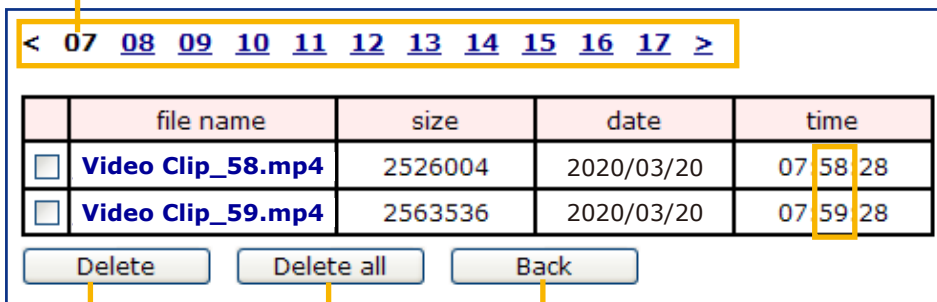 < 07 08 09 10 11 12 13 14 15 16 17 >
file name size date time
Video Clip_58.mp4 2526004 2020/03/20 07:58:28
Video Clip_59.mp4 2563536 2020/03/20 07:59:28
Delete Delete all Back